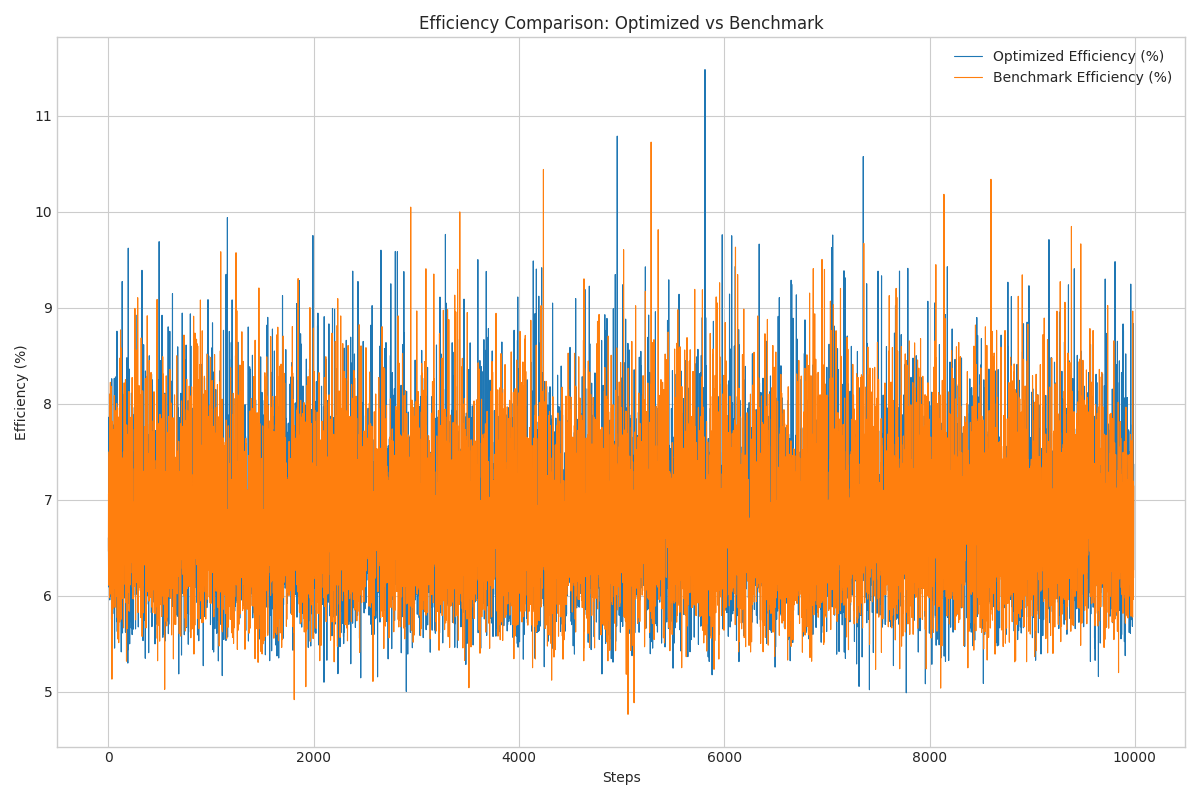 Efficiency Comparison: Optimized vs Benchmark
Optimized Efficiency (%)
Benchmark Efficiency (%)
Efficiency (%)
11
10
9
8
7
6
5
0 2000 4000 6000 8000 10000
Steps